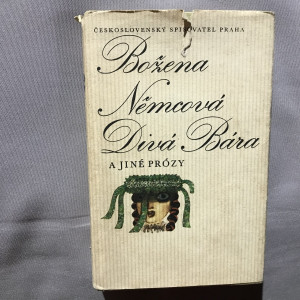 ČESKOSLOVENSKÝ SPISOVATEL PRAHA
Božena
Němcová
Divá Bára
A JINÉ PRÓZY